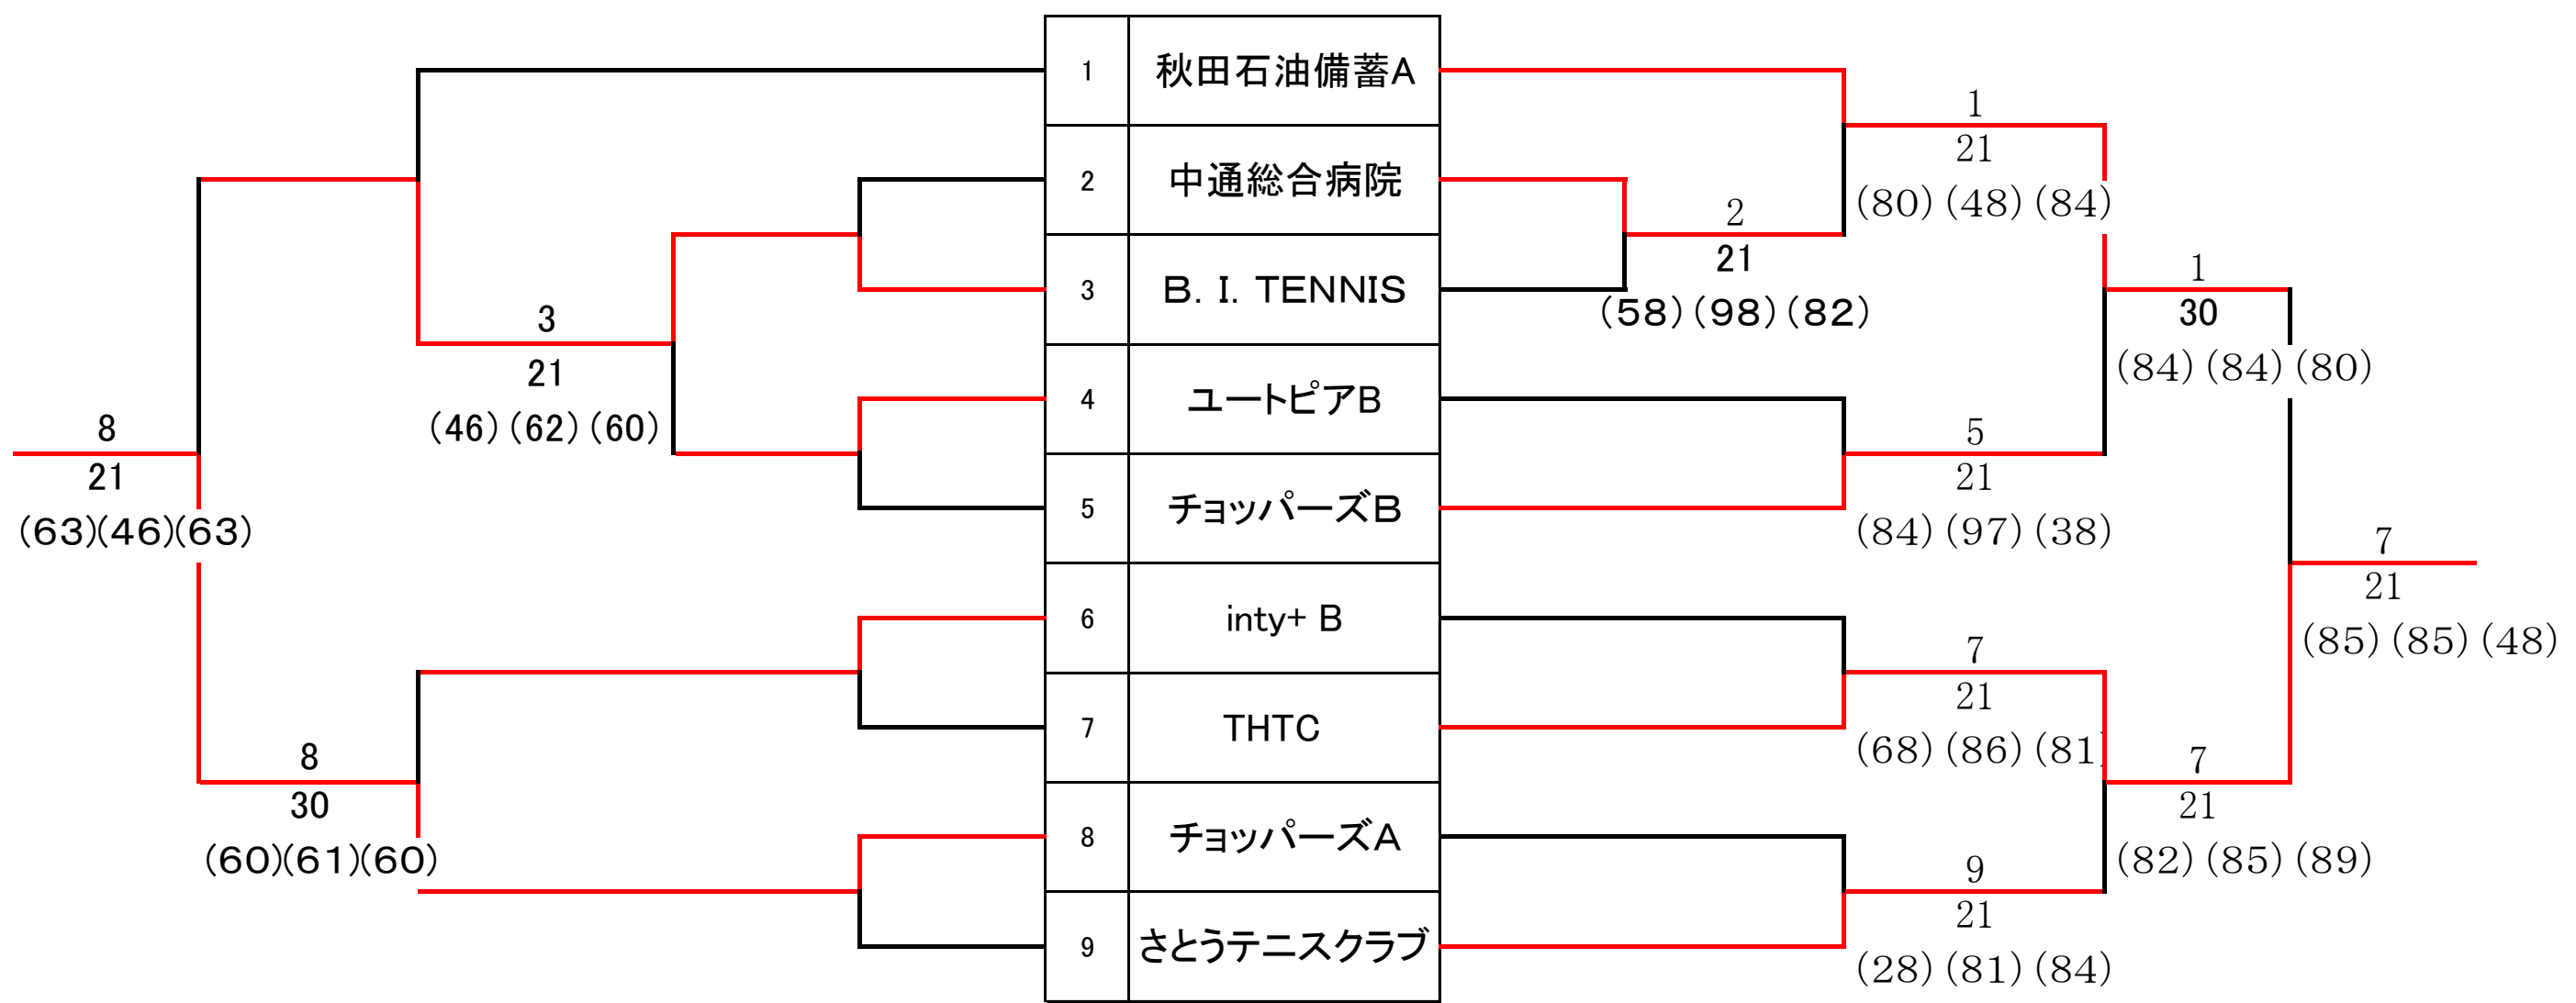 1 秋田石油備蓄A
2 中通総合病院
3 B. I. TENNIS
4 ユートピアB
5 チョッパーズB
6 inty+ B
7 THTC
8 チョッパーズA
9 さとうテニスクラブ
3
21
(46) (62) (60)
8
21
(63)(46)(63)
8
30
(60)(61)(60)
1
21
(80) (48) (84)
2
21
(58) (98) (82)
1
30
(84) (84) (80)
5
21
(84) (97) (38)
7
21
(85) (85) (48)
7
21
(68) (86) (81)
7
21
(82) (85) (89)
9
21
(28) (81) (84)